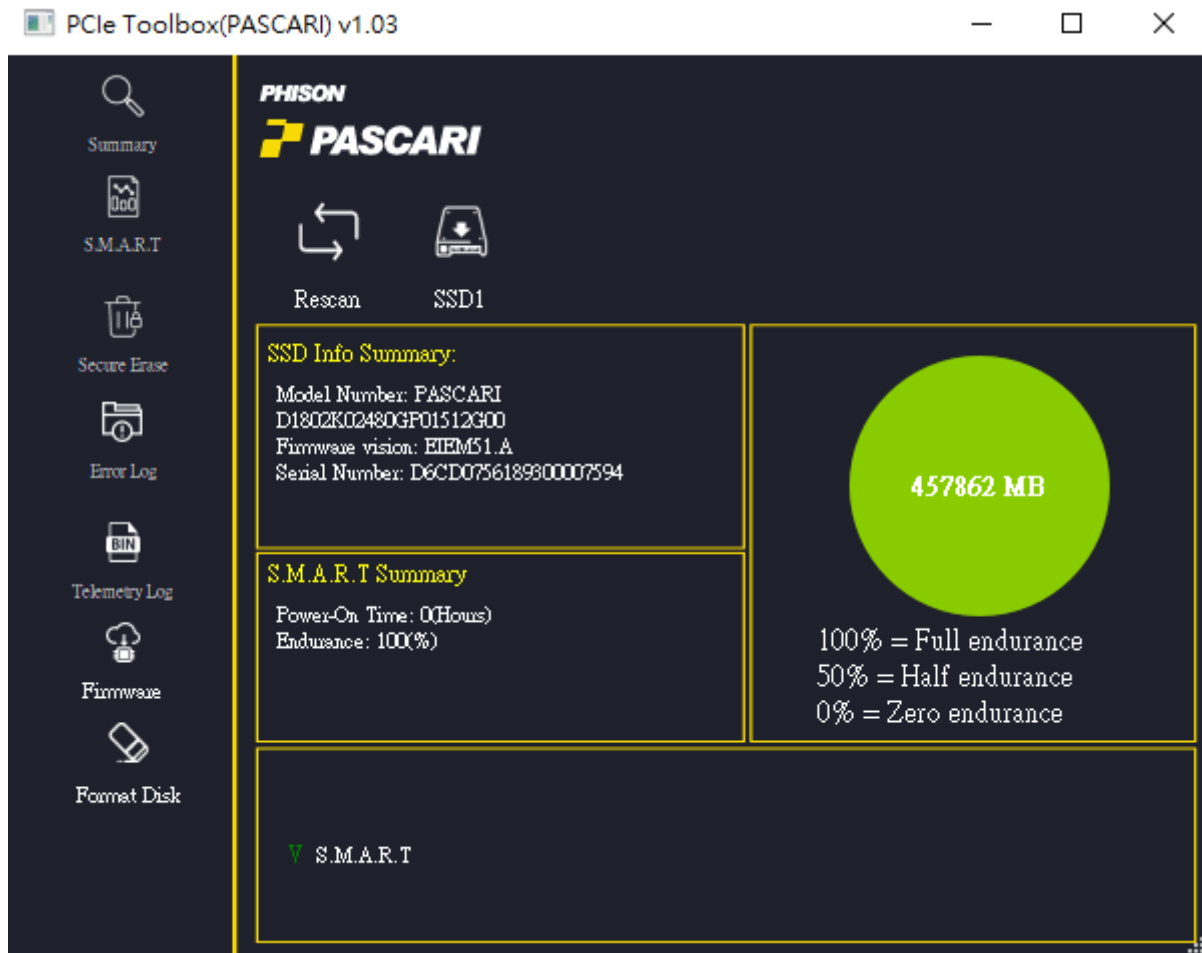 PCIe Toolbox(PASCARI) v1.03
Summary
S.M.A.R.T
Secure Erase
Error Log
BIN
Telemetry Log
Firmware
Format Disk
PHISON
PASCARI
Rescan
SSD1
SSD Info Summary:
Model Number: PASCARI
D1802K02480GP01512G00
Firmware vision: EIEM51.A
Serial Number: D6CD0756189300007594
S.M.A.R.T Summary
Power-On Time: 0(Hours)
Endurance: 100(%)
457862 MB
100% = Full endurance
50% = Half endurance
0% = Zero endurance
V S.M.A.R.T